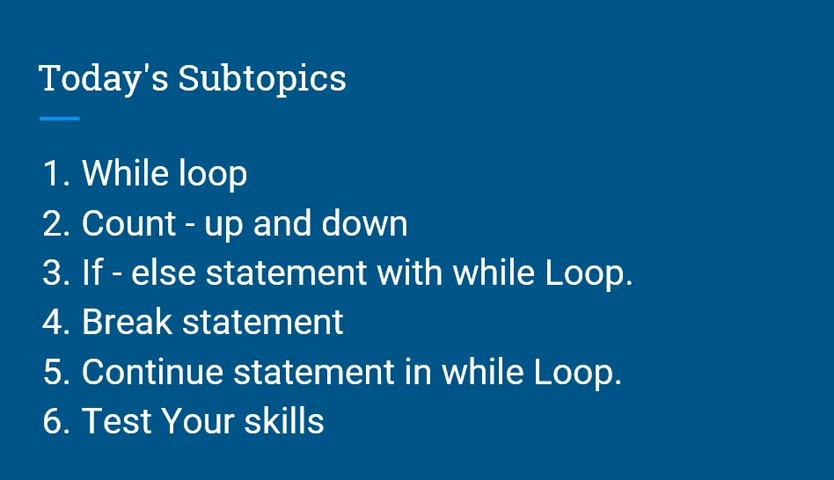 Today's Subtopics
1. While loop
2. Count - up and down
3. If - else statement with while Loop.
4. Break statement
5. Continue statement in while Loop.
6. Test Your skills